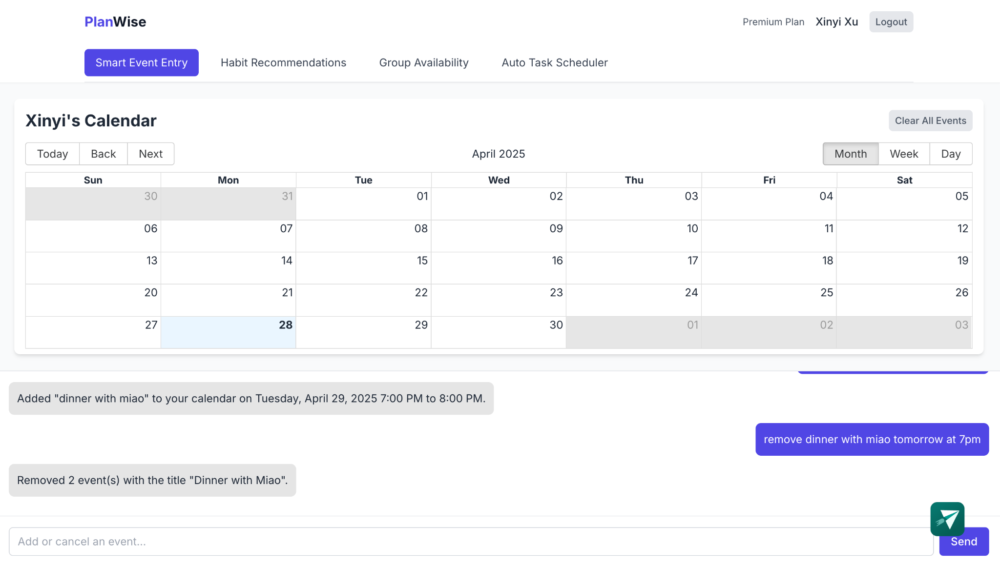 PlanWise
Premium Plan Xinyi Xu Logout
Smart Event Entry Habit Recommendations Group Availability Auto Task Scheduler
Xinyi's Calendar Clear All Events
Today Back Next April 2025 Month Week Day
Sun Mon Tue Wed Thu Fri Sat
30 31 01 02 03 04 05
06 07 08 09 10 11 12
13 14 15 16 17 18 19
20 21 22 23 24 25 26
27 28 29 30 01 02 03
Added "dinner with miao" to your calendar on Tuesday, April 29, 2025 7:00 PM to 8:00 PM.
remove dinner with miao tomorrow at 7pm
Removed 2 event(s) with the title "Dinner with Miao".
Add or cancel an event...
Send